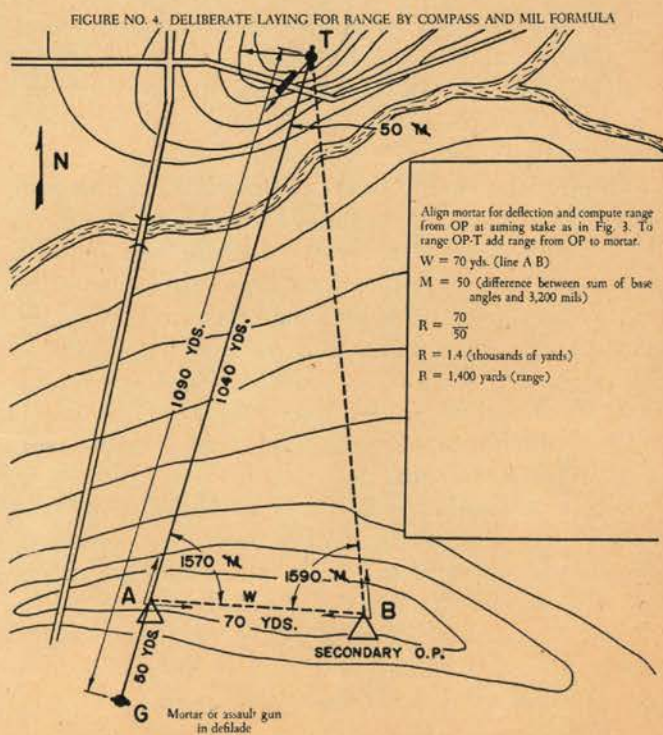 FIGURE NO. 4. DELIBERATE LAYING FOR RANGE BY COMPASS AND MIL FORMULA
T
50 M.
N
Align mortar for deflection and compute range
from OP at aiming stake as in Fig. 3. To
range OP-T add range from OP to mortar.
W = 70 yds. (line A B)
M = 50 (difference between sum of base
angles and 3,200 mils)
R = 70
50
R = 1.4 (thousands of yards)
R = 1,400 yards (range)
1090 YDS.
1040 YDS.
1570 M.
1590 M.
A
W
B
70 YDS.
SECONDARY O.P.
50 YDS
G
Mortar or assault gun
in defilade